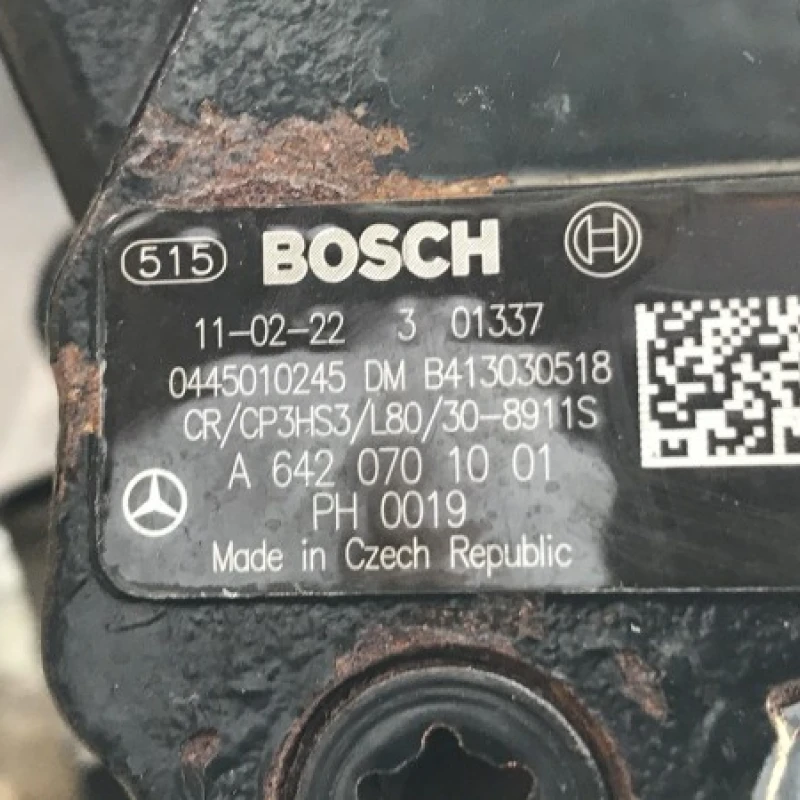 515 BOSCH H
11-02-22 3 01337
0445010245 DM B413030518
CR/CP3HS3/L80/30-8911S
A 642 070 10 01
PH 0019
Made in Czech Republic